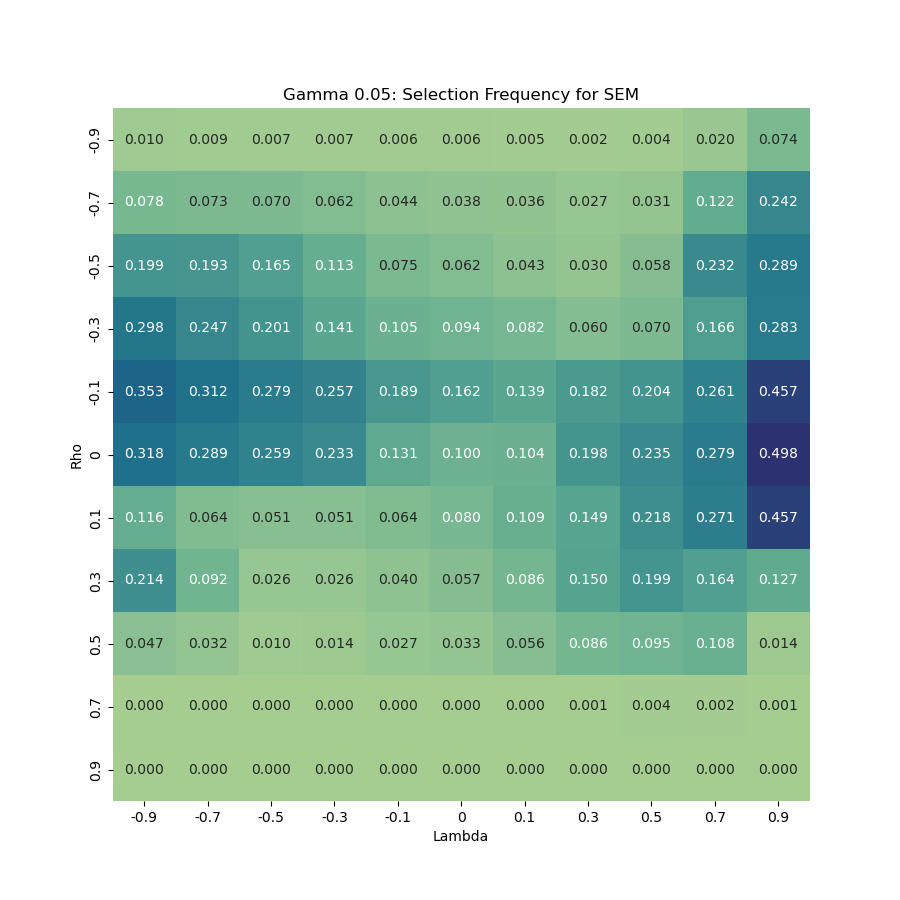 Gamma 0.05: Selection Frequency for SEM
-0.9 0.010 0.009 0.007 0.007 0.006 0.006 0.005 0.002 0.004 0.020 0.074
-0.7 0.078 0.073 0.070 0.062 0.044 0.038 0.036 0.027 0.031 0.122 0.242
-0.5 0.199 0.193 0.165 0.113 0.075 0.062 0.043 0.030 0.058 0.232 0.289
-0.3 0.298 0.247 0.201 0.141 0.105 0.094 0.082 0.060 0.070 0.166 0.283
-0.1 0.353 0.312 0.279 0.257 0.189 0.162 0.139 0.182 0.204 0.261 0.457
Rho
0 0.318 0.289 0.259 0.233 0.131 0.100 0.104 0.198 0.235 0.279 0.498
0.1 0.116 0.064 0.051 0.051 0.064 0.080 0.109 0.149 0.218 0.271 0.457
0.3 0.214 0.092 0.026 0.026 0.040 0.057 0.086 0.150 0.199 0.164 0.127
0.5 0.047 0.032 0.010 0.014 0.027 0.033 0.056 0.086 0.095 0.108 0.014
0.7 0.000 0.000 0.000 0.000 0.000 0.000 0.000 0.001 0.004 0.002 0.001
0.9 0.000 0.000 0.000 0.000 0.000 0.000 0.000 0.000 0.000 0.000 0.000
-0.9 -0.7 -0.5 -0.3 -0.1 0 0.1 0.3 0.5 0.7 0.9
Lambda